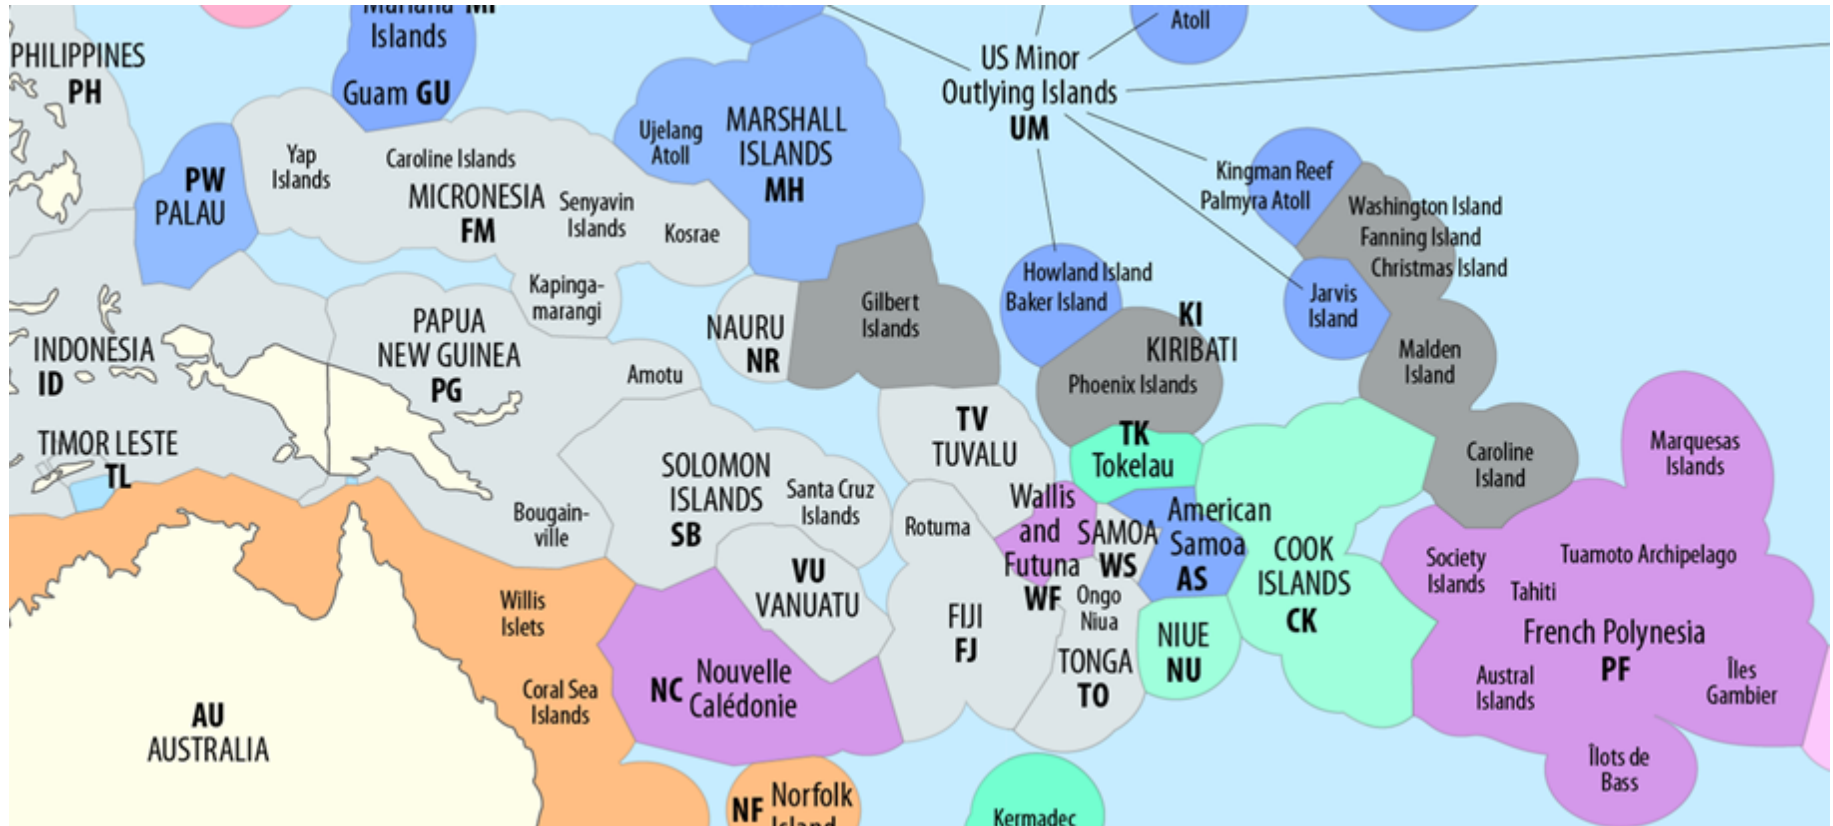 Mariana MP
Islands
Guam GU
PHILIPPINES
PH
Atoll
US Minor
Outlying Islands
UM
Ujelang
Atoll
MARSHALL
ISLANDS
MH
PW
PALAU
Yap
Islands
Caroline Islands
MICRONESIA
FM
Senyavin
Islands
Kosrae
Kapinga-
marangi
Kingman Reef
Palmyra Atoll
Washington Island
Fanning Island
Christmas Island
Howland Island
Baker Island
Jarvis
Island
Gilbert
Islands
NAURU
NR
KI
KIRIBATI
Phoenix Islands
Malden
Island
Caroline
Island
INDONESIA
ID
PAPUA
NEW GUINEA
PG
Amotu
TIMOR LESTE
TL
Bougain-
ville
SOLOMON
ISLANDS
SB
Santa Cruz
Islands
TV
TUVALU
TK
Tokelau
Rotuma
Wallis
and
Futuna
WF
SAMOA
WS
American
Samoa
AS
COOK
ISLANDS
CK
Marquesas
Islands
Society
Islands
Tuamoto Archipelago
Tahiti
French Polynesia
PF
Austral
Islands
Îles
Gambier
Îlots de
Bass
VU
VANUATU
FIJI
FJ
Ongo
Niua
TONGA
TO
NIUE
NU
Willis
Islets
Coral Sea
Islands
NC Nouvelle
Calédonie
AU
AUSTRALIA
NF Norfolk
Island
Kermadec